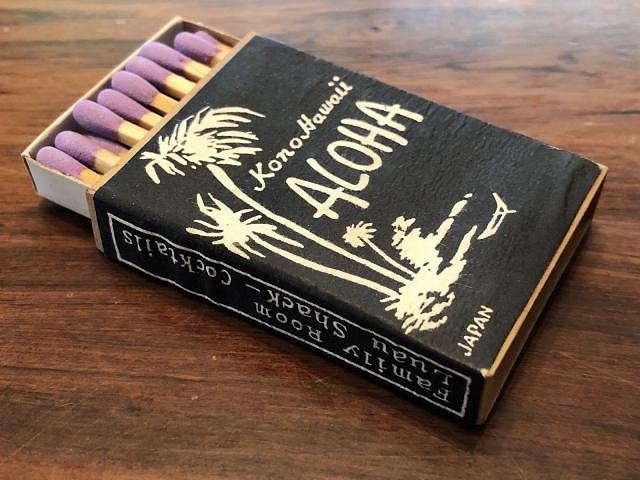 Kono Hawaii
ALOHA
JAPAN
Family Room
Luau Shack - Cocktails